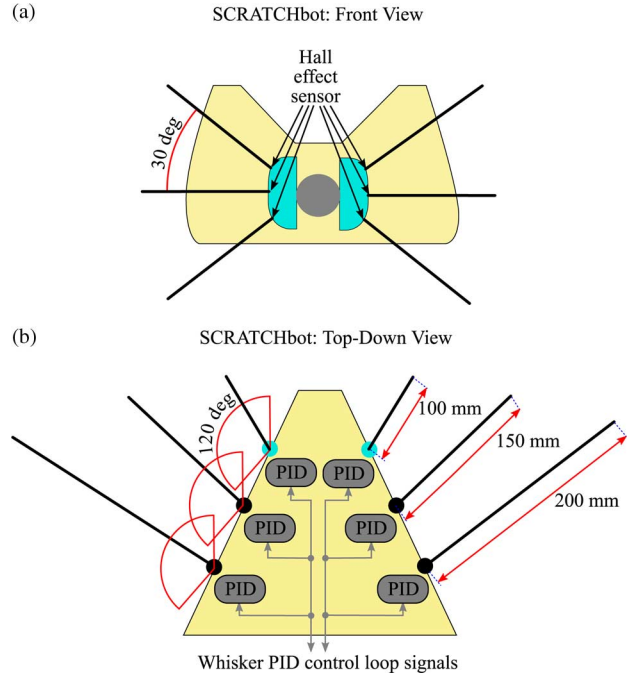 (a)
SCRATCHbot: Front View
Hall
effect
sensor
30 deg
(b)
SCRATCHbot: Top-Down View
120 deg
100 mm
150 mm
200 mm
PID
PID
PID
PID
PID
PID
Whisker PID control loop signals